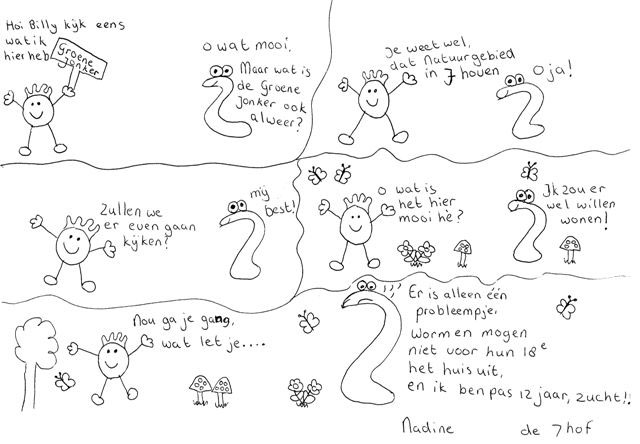 Hoi Billy kijk eens
wat ik
hier heb
Groene
Jonker
O wat mooi,
Maar wat is
de Groene
Jonker ook
alweer?
Je weet wel,
dat Natuurgebied
in 7hoven
O ja!
Zullen we
er even gaan
kijken?
mij
best!
O wat is
het hier
mooi hè?
Ik zou er
wel willen
wonen!
Nou ga je gang,
wat let je....
Er is alleen één
probleempje.
Wormen mogen
niet voor hun 18e
het huis uit,
en ik ben pas 12 jaar, zucht!!
Nadine de 7hof